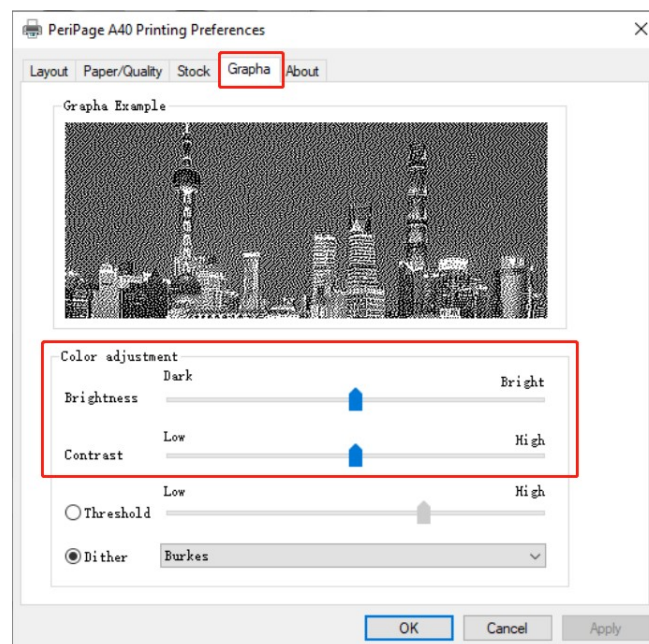 PeriPage A40 Printing Preferences
Layout Paper/Quality Stock Grapha About
Grapha Example
Color adjustment
Dark Bright
Brightness
Low High
Contrast
Low High
Threshold
Dither Burkes
OK Cancel Apply